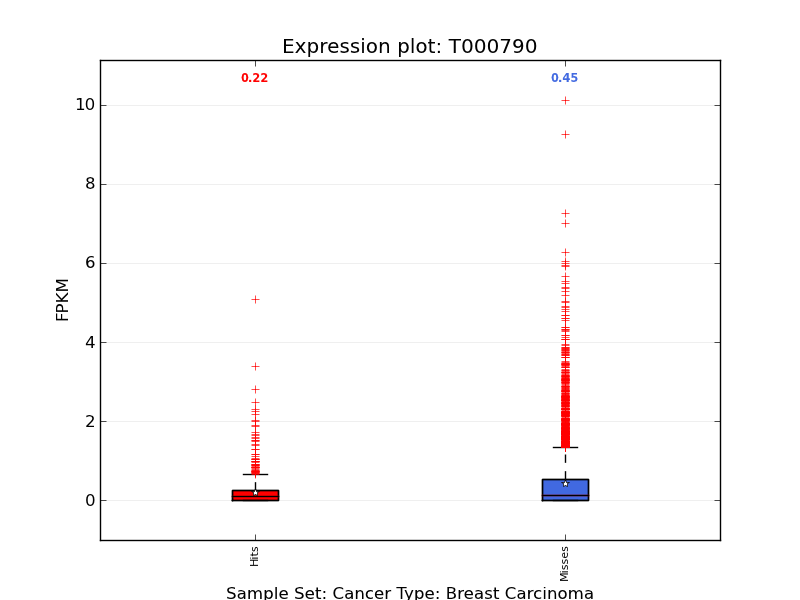 Expression plot: T000790
0.22
0.45
10
8
6
4
2
0
FPKM
Hits
Misses
Sample Set: Cancer Type: Breast Carcinoma